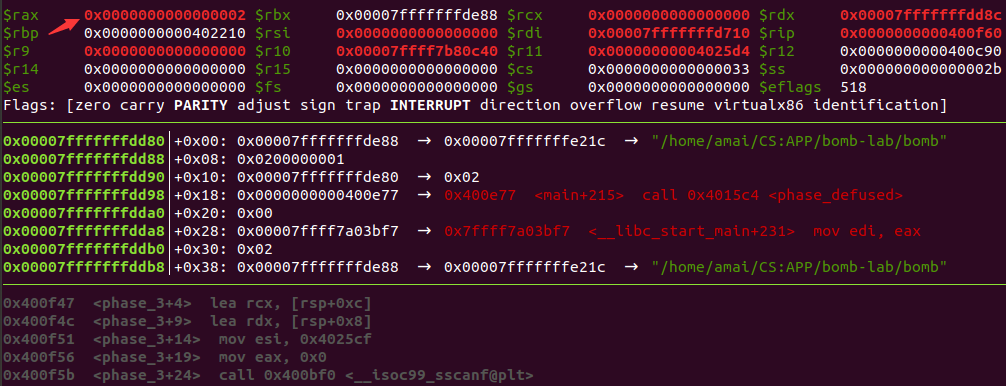 $rax 0x0000000000000002 $rbx 0x00007fffffffde88 $rcx 0x0000000000000000 $rdx 0x00007fffffffdd8c
$rbp 0x0000000000402210 $rsi 0x0000000000000000 $rdi 0x00007fffffffd710 $rip 0x0000000000400f60
$r9 0x0000000000000000 $r10 0x00007ffff7b80c40 $r11 0x00000000004025d4 $r12 0x0000000000400c90
$r14 0x0000000000000000 $r15 0x0000000000000000 $cs 0x0000000000000033 $ss 0x000000000000002b
$es 0x0000000000000000 $fs 0x0000000000000000 $gs 0x0000000000000000 $eflags 518
Flags: [zero carry PARITY adjust sign trap INTERRUPT direction overflow resume virtualx86 identification]
0x00007fffffffdd80│+0x00: 0x00007fffffffde88 → 0x00007fffffffe21c → "/home/amai/CS:APP/bomb-lab/bomb"
0x00007fffffffdd88│+0x08: 0x0200000001
0x00007fffffffdd90│+0x10: 0x00007fffffffde80 → 0x02
0x00007fffffffdd98│+0x18: 0x0000000000400e77 → 0x400e77 <main+215> call 0x4015c4 <phase_defused>
0x00007fffffffdda0│+0x20: 0x00
0x00007fffffffdda8│+0x28: 0x00007ffff7a03bf7 → 0x7ffff7a03bf7 <__libc_start_main+231> mov edi, eax
0x00007fffffffddb0│+0x30: 0x02
0x00007fffffffddb8│+0x38: 0x00007fffffffde88 → 0x00007fffffffe21c → "/home/amai/CS:APP/bomb-lab/bomb"
0x400f47 <phase_3+4> lea rcx, [rsp+0xc]
0x400f4c <phase_3+9> lea rdx, [rsp+0x8]
0x400f51 <phase_3+14> mov esi, 0x4025cf
0x400f56 <phase_3+19> mov eax, 0x0
0x400f5b <phase_3+24> call 0x400bf0 <__isoc99_sscanf@plt>